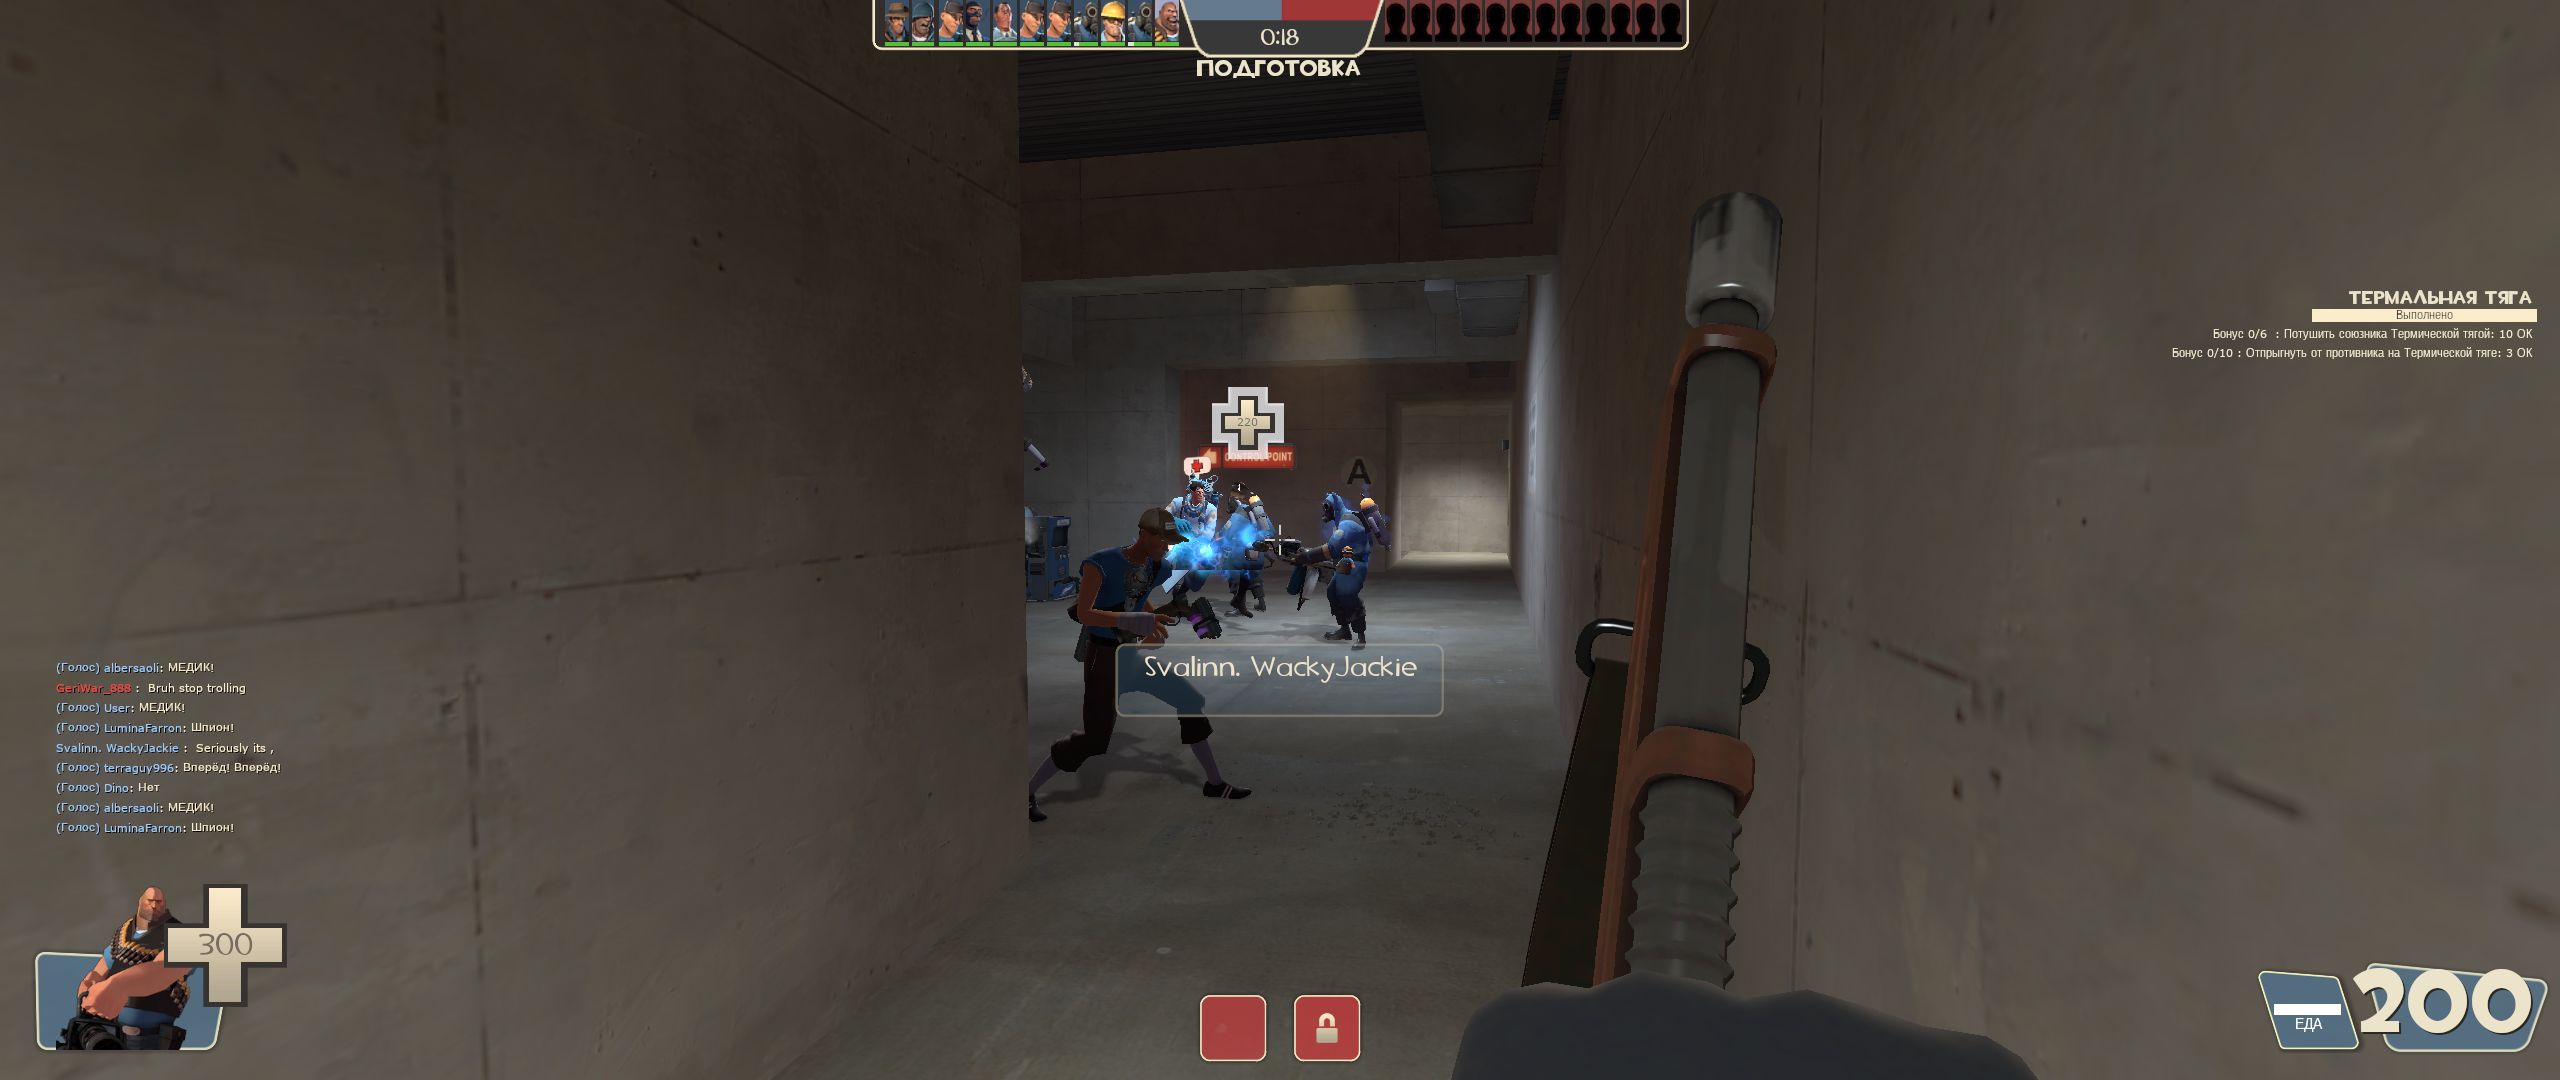 0:18
ПОДГОТОВКА
ТЕРМАЛЬНАЯ ТЯГА
Выполнено
Бонус 0/6 : Потушить союзника Термической тягой: 10 ОК
Бонус 0/10 : Отпрыгнуть от противника на Термической тяге: 3 ОК
220
CONTROL POINT
A
Svalinn. WackyJackie
(Голос) albersaoli: МЕДИК!
GeriWar_888 : Bruh stop trolling
(Голос) User: МЕДИК!
(Голос) LuminaFarron: Шпион!
Svalinn. WackyJackie : Seriously its ,
(Голос) terraguy996: Вперёд! Вперёд!
(Голос) Dino: Нет
(Голос) albersaoli: МЕДИК!
(Голос) LuminaFarron: Шпион!
300
ЕДА
200